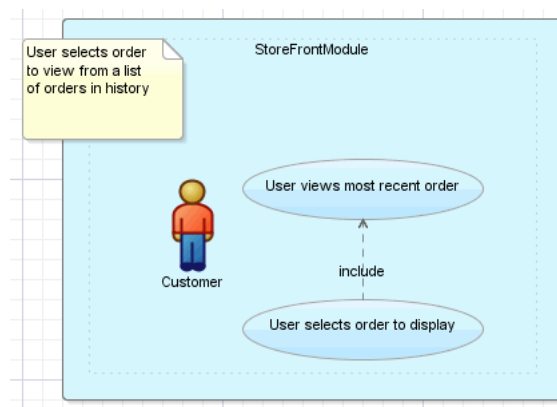 User selects order
to view from a list
of orders in history
StoreFrontModule
User views most recent order
Customer
include
User selects order to display